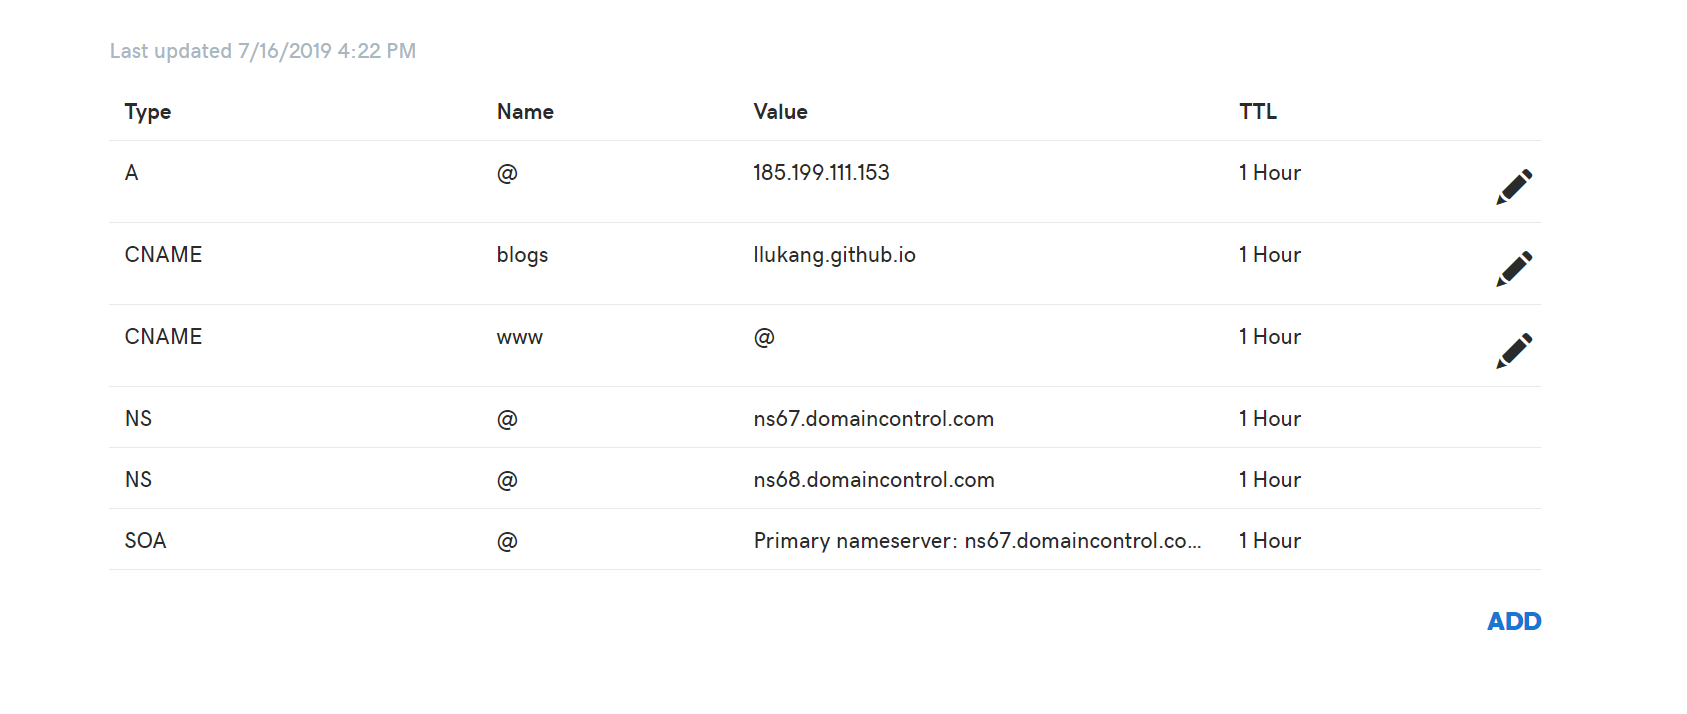 Last updated 7/16/2019 4:22 PM
Type Name Value TTL
A @ 185.199.111.153 1 Hour
CNAME blogs llukang.github.io 1 Hour
CNAME www @ 1 Hour
NS @ ns67.domaincontrol.com 1 Hour
NS @ ns68.domaincontrol.com 1 Hour
SOA @ Primary nameserver: ns67.domaincontrol.co... 1 Hour
ADD